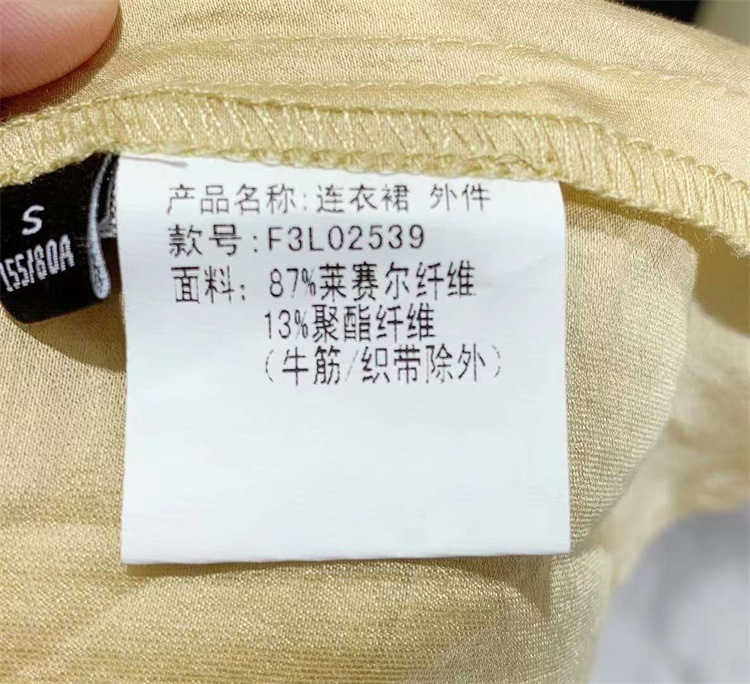 S
155/80A
产品名称:连衣裙 外件
款号:F3L02539
面料: 87%莱赛尔纤维
13%聚酯纤维
(牛筋/织带除外)